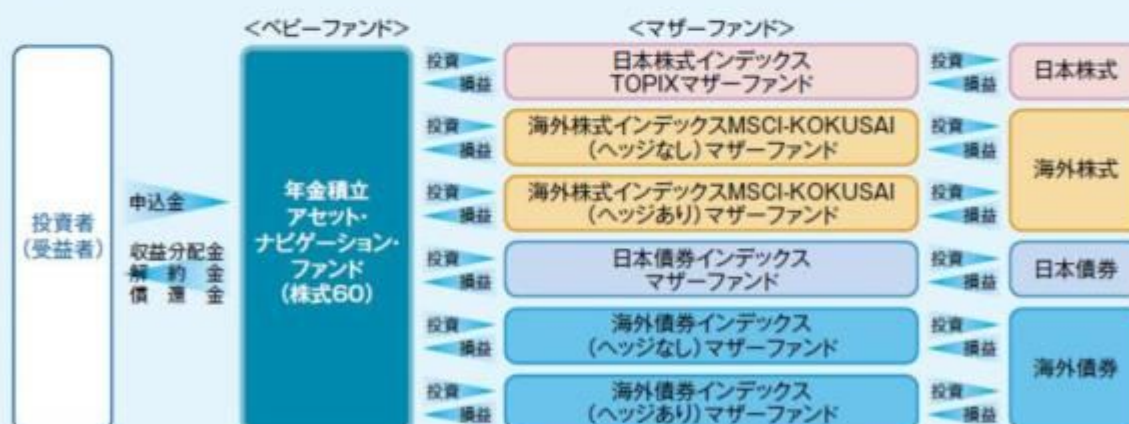 <ベビーファンド>
<マザーファンド>
投資者
(受益者)
申込金
収益分配金
解約金
償還金
年金積立
アセット・
ナビゲーション・
ファンド
(株式60)
投資
損益
日本株式インデックス
TOPIXマザーファンド
投資
損益
日本株式
投資
損益
海外株式インデックスMSCI-KOKUSAI
(ヘッジなし)マザーファンド
投資
損益
海外株式
投資
損益
海外株式インデックスMSCI-KOKUSAI
(ヘッジあり)マザーファンド
投資
損益
投資
損益
日本債券インデックス
マザーファンド
投資
損益
日本債券
投資
損益
海外債券インデックス
(ヘッジなし)マザーファンド
投資
損益
海外債券
投資
損益
海外債券インデックス
(ヘッジあり)マザーファンド
投資
損益